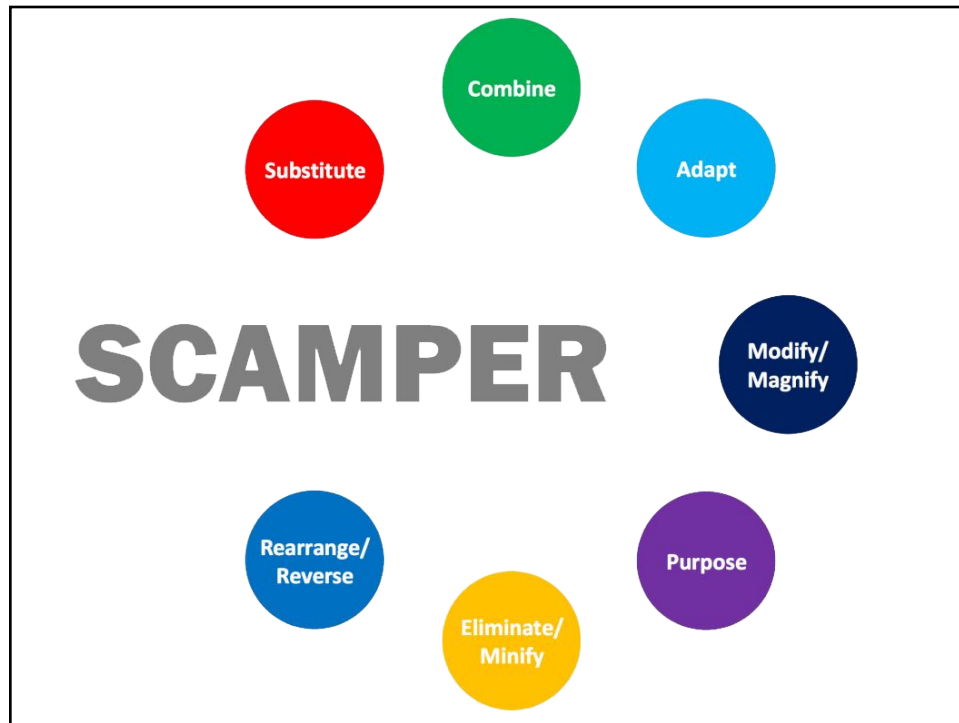 Combine
Substitute
Adapt
SCAMPER
Modify/
Magnify
Rearrange/
Reverse
Purpose
Eliminate/
Minify